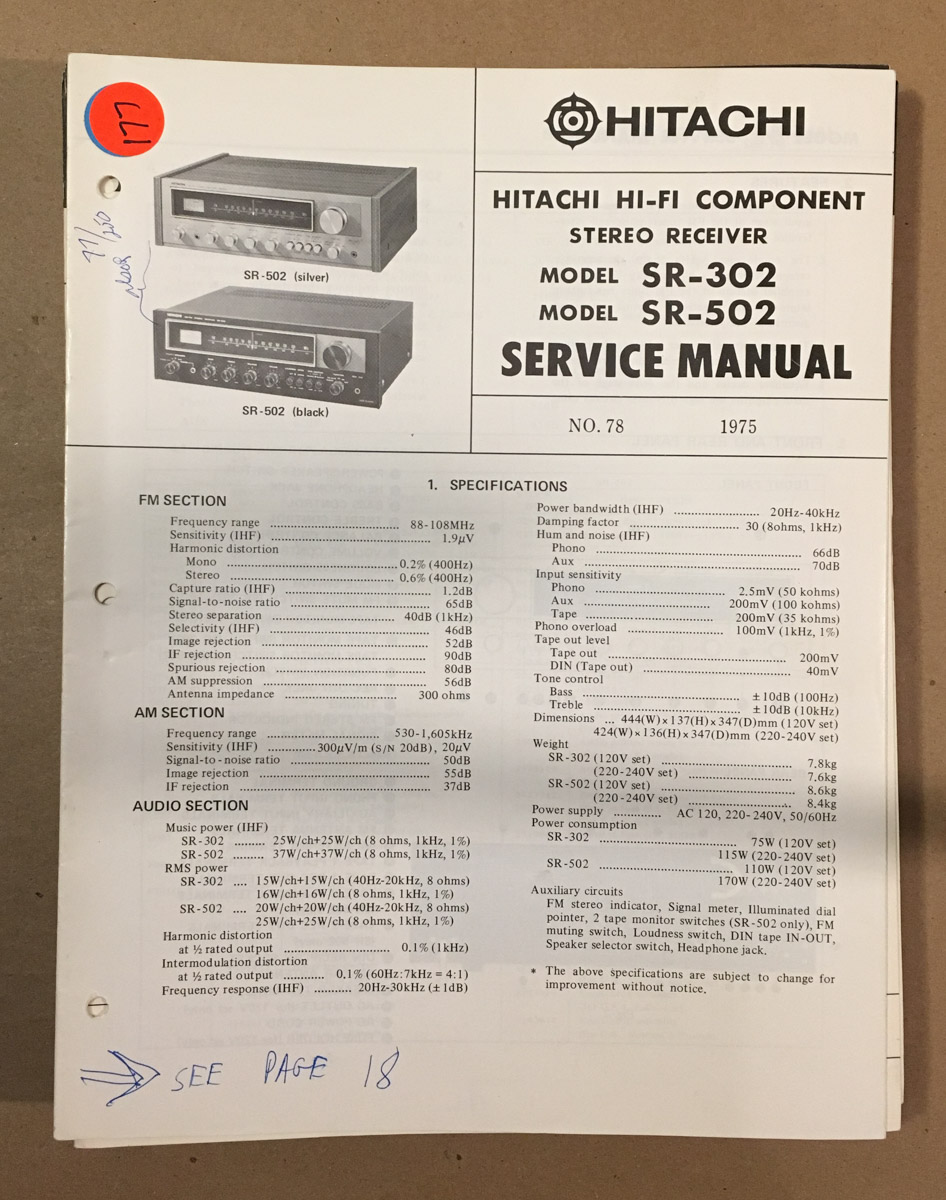 177
HITACHI
HITACHI HI-FI COMPONENT
STEREO RECEIVER
MODEL SR-302
MODEL SR-502
SERVICE MANUAL
NO. 78 1975
SR-502 (silver)
SR-502 (black)
1. SPECIFICATIONS
FM SECTION
Frequency range ........ 88-108MHz
Sensitivity (IHF) ........ 1.9μV
Harmonic distortion
Mono ........ 0.2% (400Hz)
Stereo ........ 0.6% (400Hz)
Capture ratio (IHF) ........ 1.2dB
Signal-to-noise ratio ........ 65dB
Stereo separation ........ 40dB (1kHz)
Selectivity (IHF) ........ 46dB
Image rejection ........ 52dB
IF rejection ........ 90dB
Spurious rejection ........ 80dB
AM suppression ........ 56dB
Antenna impedance ........ 300 ohms
AM SECTION
Frequency range ........ 530-1,605kHz
Sensitivity (IHF) ........ 300μV/m (S/N 20dB), 20μV
Signal-to-noise ratio ........ 50dB
Image rejection ........ 55dB
IF rejection ........ 37dB
AUDIO SECTION
Music power (IHF)
SR-302 ........ 25W/ch+25W/ch (8 ohms, 1kHz, 1%)
SR-502 ........ 37W/ch+37W/ch (8 ohms, 1kHz, 1%)
RMS power
SR-302 .... 15W/ch+15W/ch (40Hz-20kHz, 8 ohms)
16W/ch+16W/ch (8 ohms, 1kHz, 1%)
SR-502 .... 20W/ch+20W/ch (40Hz-20kHz, 8 ohms)
25W/ch+25W/ch (8 ohms, 1kHz, 1%)
Harmonic distortion
at ½ rated output ........ 0.1% (1kHz)
Intermodulation distortion
at ½ rated output ........ 0.1% (60Hz:7kHz = 4:1)
Frequency response (IHF) ........ 20Hz-30kHz (±1dB)
Power bandwidth (IHF) ........ 20Hz-40kHz
Damping factor ........ 30 (8ohms, 1kHz)
Hum and noise (IHF)
Phono ........ 66dB
Aux ........ 70dB
Input sensitivity
Phono ........ 2.5mV (50 kohms)
Aux ........ 200mV (100 kohms)
Tape ........ 200mV (35 kohms)
Phono overload ........ 100mV (1kHz, 1%)
Tape out level
Tape out ........ 200mV
DIN (Tape out) ........ 40mV
Tone control
Bass ........ ±10dB (100Hz)
Treble ........ ±10dB (10kHz)
Dimensions ... 444(W)x137(H)x347(D)mm (120V set)
424(W)x136(H)x347(D)mm (220-240V set)
Weight
SR-302 (120V set) ........ 7.8kg
(220-240V set) ........ 7.6kg
SR-502 (120V set) ........ 8.6kg
(220-240V set) ........ 8.4kg
Power supply ........ AC 120, 220-240V, 50/60Hz
Power consumption
SR-302 ........ 75W (120V set)
115W (220-240V set)
SR-502 ........ 110W (120V set)
170W (220-240V set)
Auxiliary circuits
FM stereo indicator, Signal meter, Illuminated dial
pointer, 2 tape monitor switches (SR-502 only), FM
muting switch, Loudness switch, DIN tape IN-OUT,
Speaker selector switch, Headphone jack.
* The above specifications are subject to change for
improvement without notice.
SEE PAGE 18